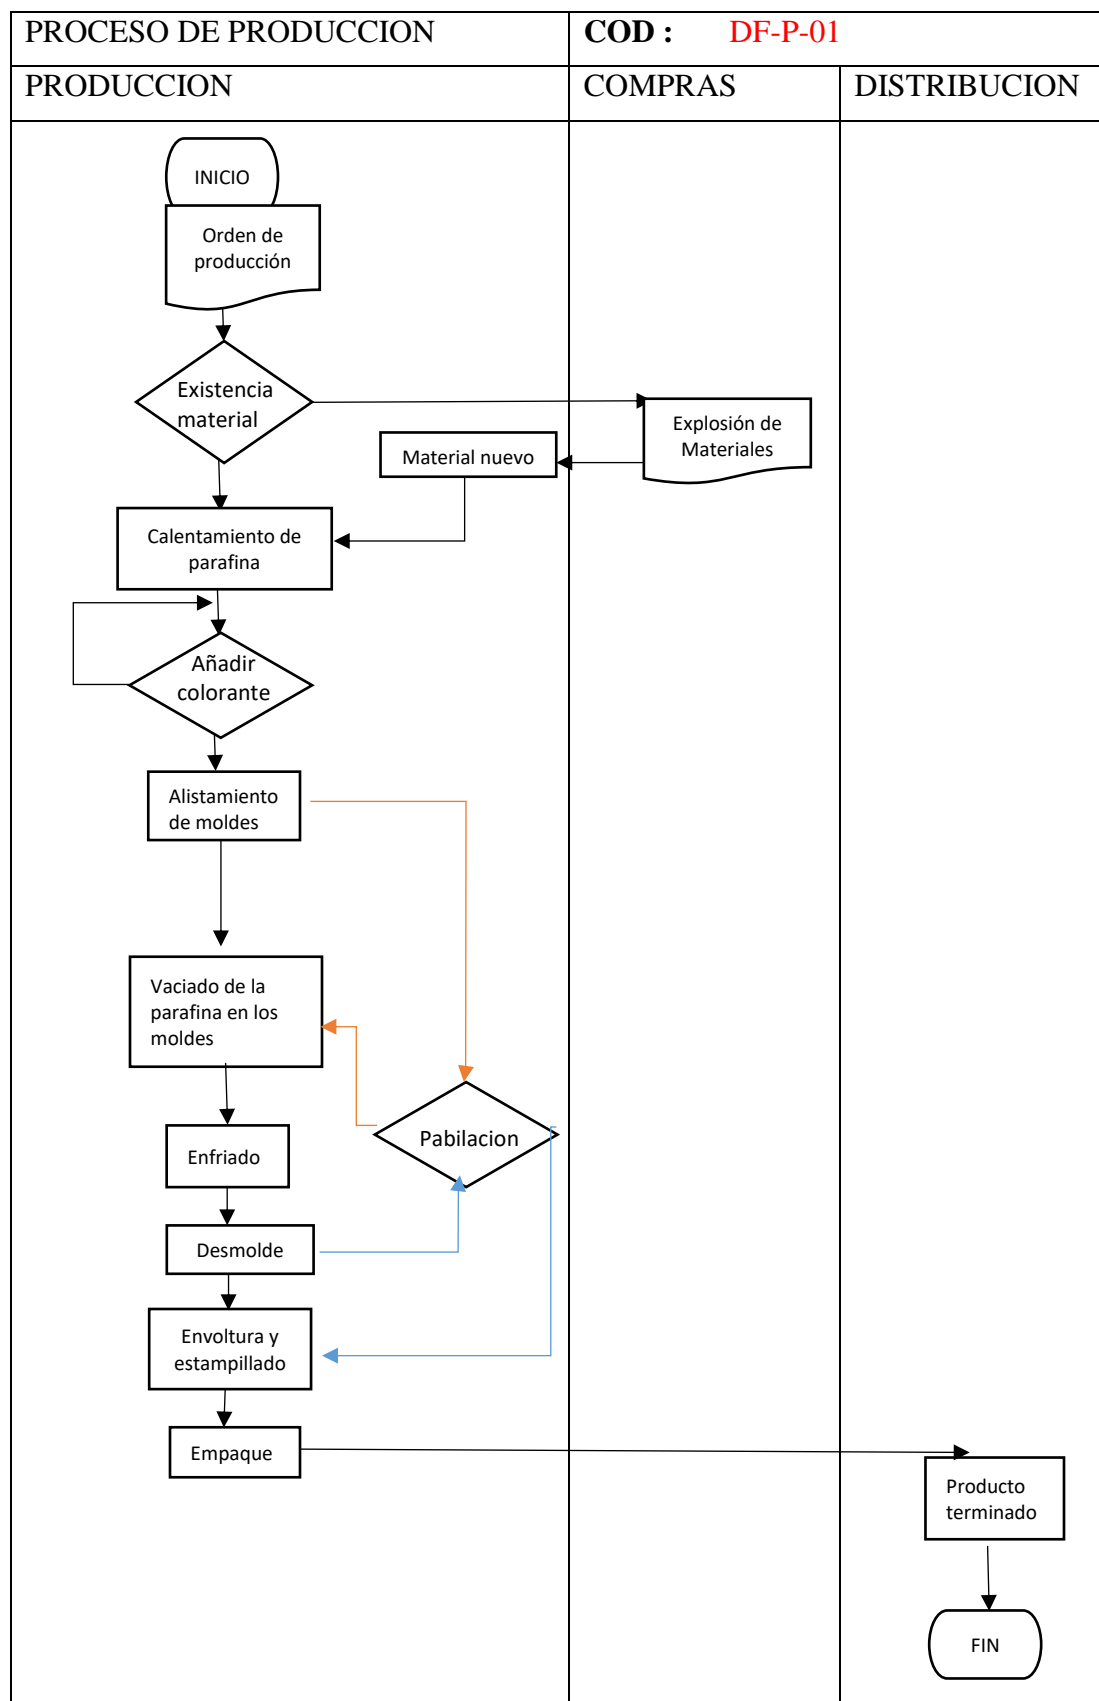 PROCESO DE PRODUCCION
COD : DF-P-01
PRODUCCION
COMPRAS
DISTRIBUCION
INICIO
Orden de
producción
Existencia
material
Explosión de
Materiales
Material nuevo
Calentamiento de
parafina
Añadir
colorante
Alistamiento
de moldes
Vaciado de la
parafina en los
moldes
Pabilacion
Enfriado
Desmolde
Envoltura y
estampillado
Empaque
Producto
terminado
FIN